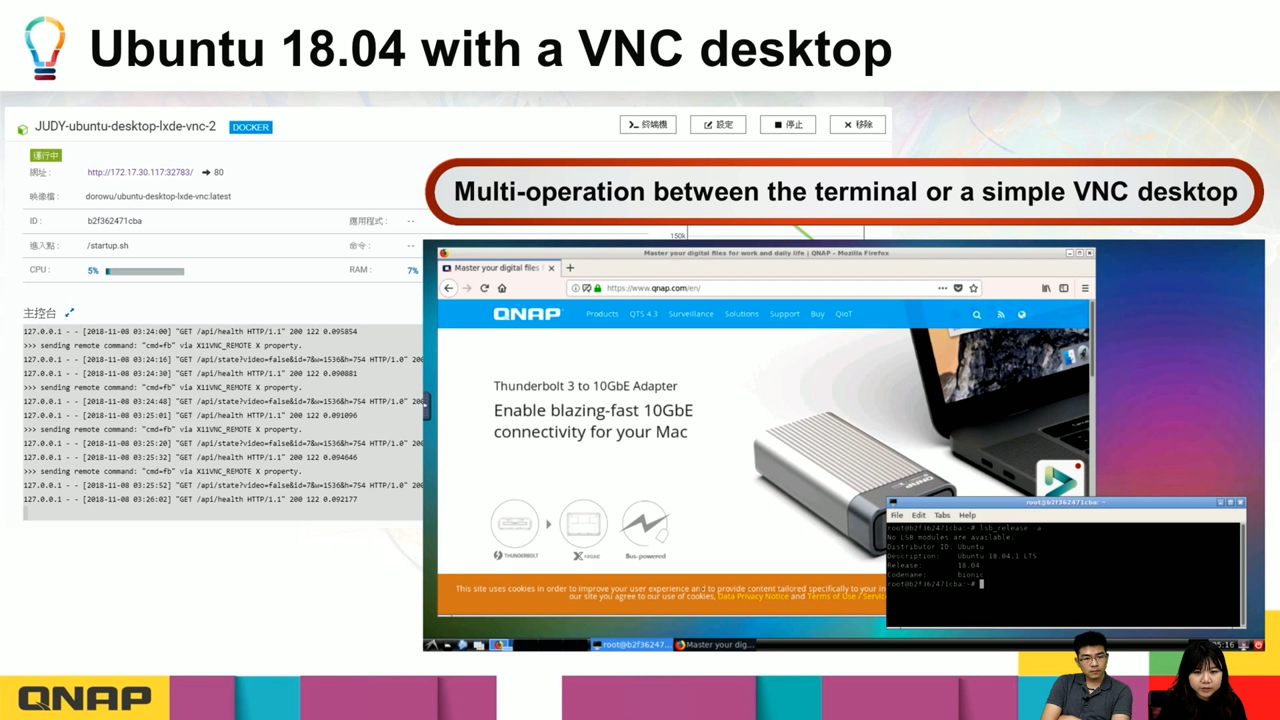 Ubuntu 18.04 with a VNC desktop
JUDY-ubuntu-desktop-lxde-vnc-2 DOCKER
終端機 設定 停止 移除
運行中
網址 : http://172.17.30.117:32783/ → 80
映像檔 : dorowu/ubuntu-desktop-lxde-vnc:latest
ID : b2f362471cba 應用程式 : --
進入點 : /startup.sh 命令 : --
CPU : 5% RAM : 7%
Multi-operation between the terminal or a simple VNC desktop
150k
主控台
127.0.0.1 - - [2018-11-08 03:24:00] "GET /api/health HTTP/1.1" 200 122 0.095854
>>> sending remote command: "cmd=fb" via X11VNC_REMOTE X property.
127.0.0.1 - - [2018-11-08 03:24:16] "GET /api/state?video=false&id=7&w=1536&h=754 HTTP/1.0" 200
127.0.0.1 - - [2018-11-08 03:24:30] "GET /api/health HTTP/1.1" 200 122 0.090881
>>> sending remote command: "cmd=fb" via X11VNC_REMOTE X property.
127.0.0.1 - - [2018-11-08 03:24:48] "GET /api/state?video=false&id=7&w=1536&h=754 HTTP/1.0" 200
127.0.0.1 - - [2018-11-08 03:25:01] "GET /api/health HTTP/1.1" 200 122 0.091096
>>> sending remote command: "cmd=fb" via X11VNC_REMOTE X property.
127.0.0.1 - - [2018-11-08 03:25:20] "GET /api/state?video=false&id=7&w=1536&h=754 HTTP/1.0" 200
127.0.0.1 - - [2018-11-08 03:25:32] "GET /api/health HTTP/1.1" 200 122 0.094646
>>> sending remote command: "cmd=fb" via X11VNC_REMOTE X property.
127.0.0.1 - - [2018-11-08 03:25:52] "GET /api/state?video=false&id=7&w=1536&h=754 HTTP/1.0" 200
127.0.0.1 - - [2018-11-08 03:26:02] "GET /api/health HTTP/1.1" 200 122 0.092177
Master your digital files for work and daily life | QNAP - Mozilla Firefox
Master your digital files
https://www.qnap.com/en/
QNAP Products QTS 4.3 Surveillance Solutions Support Buy QIoT
Thunderbolt 3 to 10GbE Adapter
Enable blazing-fast 10GbE
connectivity for your Mac
QNAP
THUNDERBOLT Bus-powered
This site uses cookies in order to improve your user experience and to provide content tailored specifically to your
our site you agree to our use of cookies, Data Privacy Notice and Terms of Use / Service
root@b2f362471cba: ~
File Edit Tabs Help
root@b2f362471cba:~# lsb_release -a
No LSB modules are available.
Distributor ID: Ubuntu
Description: Ubuntu 18.04.1 LTS
Release: 18.04
Codename: bionic
root@b2f362471cba:~#
root@b2f36247... Master your dig... 5:16
QNAP